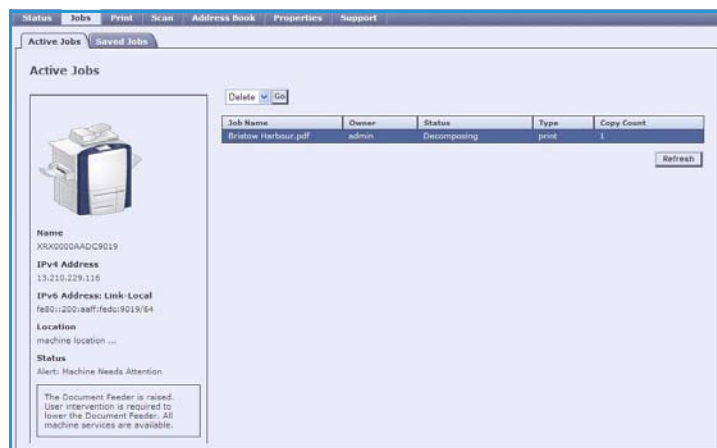 Status Jobs Print Scan Address Book Properties Support
Active Jobs Saved Jobs
Active Jobs
Delete Go
Job Name Owner Status Type Copy Count
Bristow Harbour.pdf admin Decomposing print 1
Refresh
Name
XRX0000AADC9019
IPv4 Address
13.210.229.116
IPv6 Address: Link-Local
fe80::200:aaff:fedc:9019/64
Location
machine location ...
Status
Alert: Machine Needs Attention
The Document Feeder is raised.
User intervention is required to
lower the Document Feeder. All
machine services are available.